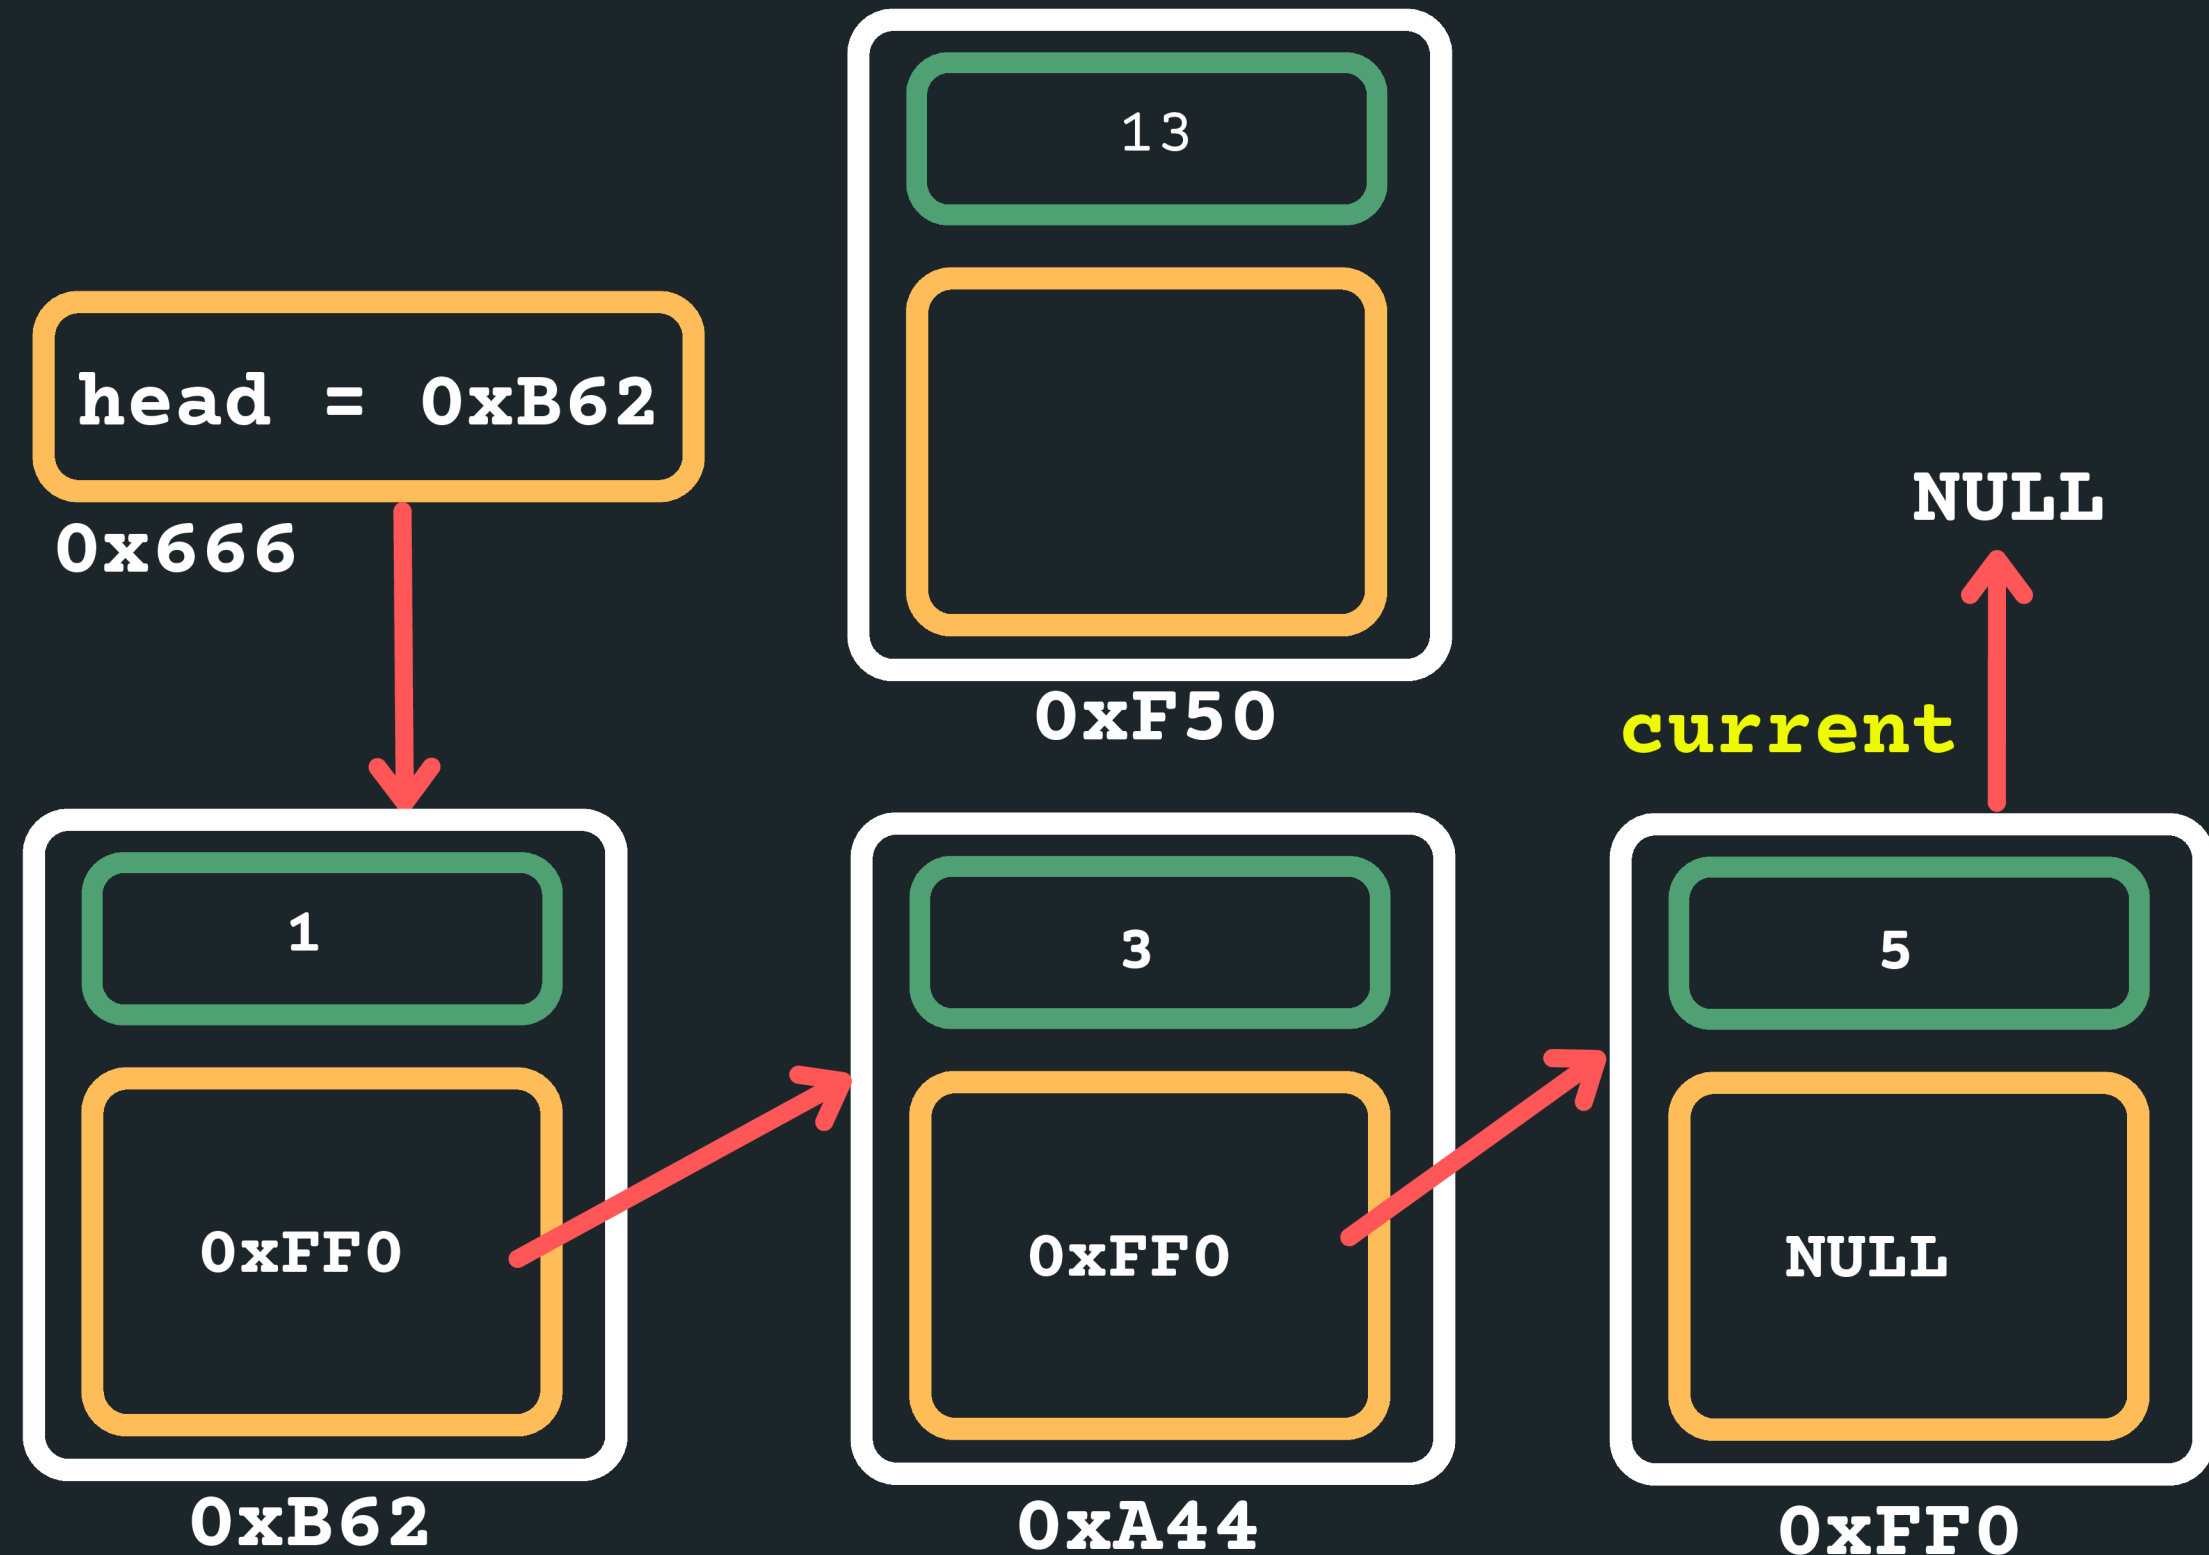 13
head = 0xB62
0x666
NULL
0xF50
current
1
3
5
0xFF0
0xFF0
NULL
0xB62
0xA44
0xFF0